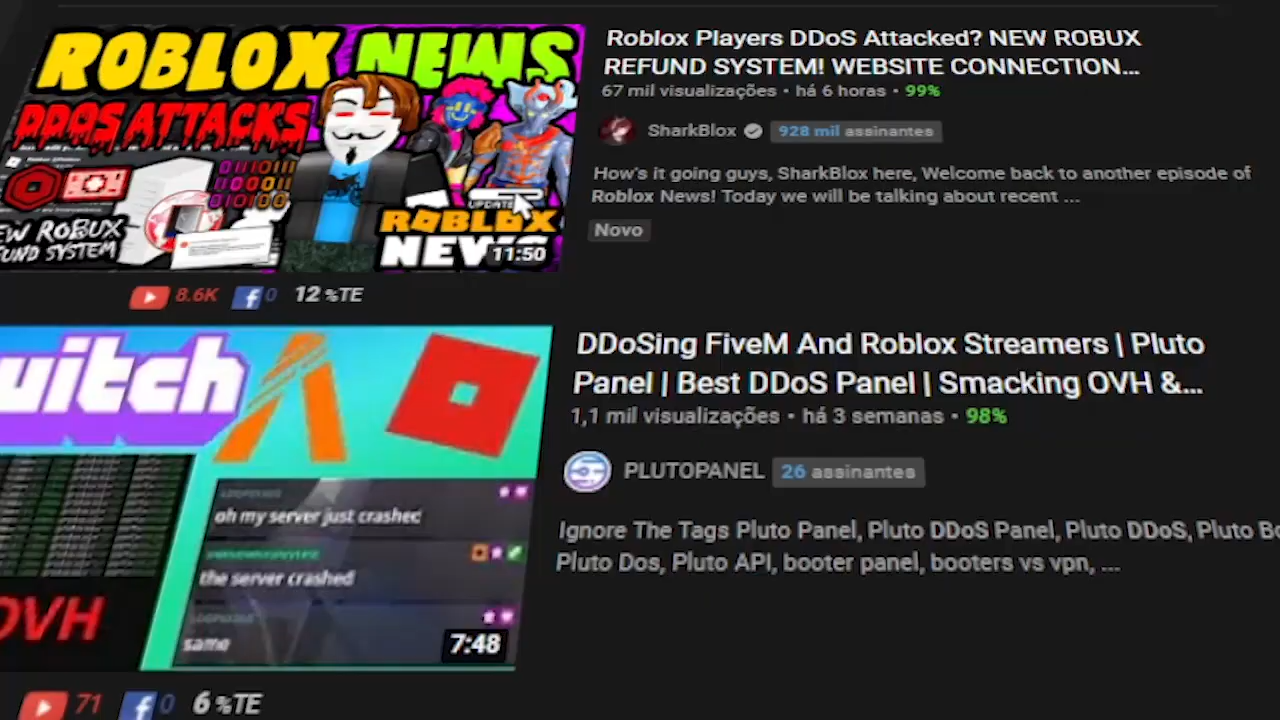 ROBLOX NEWS
DDOS ATTACKS
EW ROBUX
FUND SYSTEM
UPDATE
ROBLOX
NEWS
11:50
Roblox Players DDoS Attacked? NEW ROBUX
REFUND SYSTEM! WEBSITE CONNECTION...
67 mil visualizações • há 6 horas • 99%
SharkBlox 928 mil assinantes
How's it going guys, SharkBlox here, Welcome back to another episode of
Roblox News! Today we will be talking about recent ...
Novo
8.6K 0 12 %TE
witch
OVH
oh my server just crashed
the server crashed
same
7:48
DDoSing FiveM And Roblox Streamers | Pluto
Panel | Best DDoS Panel | Smacking OVH &...
1,1 mil visualizações • há 3 semanas • 98%
PLUTOPANEL 26 assinantes
Ignore The Tags Pluto Panel, Pluto DDoS Panel, Pluto DDoS, Pluto Bo
Pluto Dos, Pluto API, booter panel, booters vs vpn, ...
71 0 6 %TE